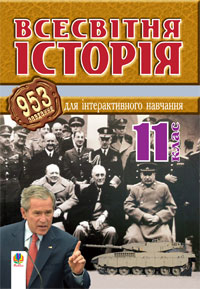 ВСЕСВІТНЯ
ІСТОРІЯ
953
завдання
для інтерактивного навчання
11
клас